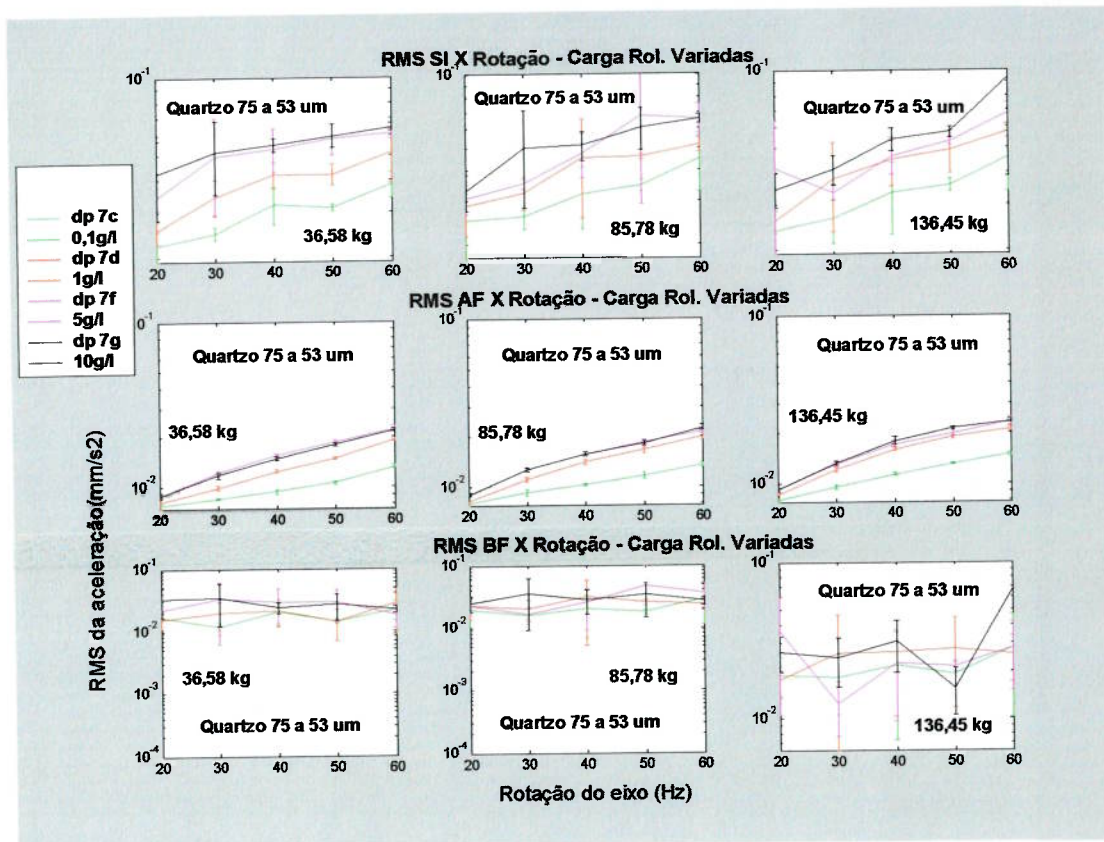 RMS SI X Rotação - Carga Rol. Variadas
10-1
10-1
10-1
Quartzo 75 a 53 um
Quartzo 75 a 53 um
Quartzo 75 a 53 um
36,58 kg
85,78 kg
136,45 kg
20 30 40 50 60
20 30 40 50 60
20 30 40 50 60
dp 7c
0,1g/l
dp 7d
1g/l
dp 7f
5g/l
dp 7g
10g/l
RMS AF X Rotação - Carga Rol. Variadas
0-1
10-1
10-1
Quartzo 75 a 53 um
Quartzo 75 a 53 um
Quartzo 75 a 53 um
36,58 kg
85,78 kg
136,45 kg
10-2
10-2
10-2
20 30 40 50 60
20 30 40 50 60
20 30 40 50 60
RMS da aceleração(mm/s2)
RMS BF X Rotação - Carga Rol. Variadas
10-1
10-1
10-1
10-2
10-2
10-2
10-3
10-3
10-4
10-4
36,58 kg
85,78 kg
136,45 kg
Quartzo 75 a 53 um
Quartzo 75 a 53 um
Quartzo 75 a 53 um
20 30 40 50 60
20 30 40 50 60
20 30 40 50 60
Rotação do eixo (Hz)